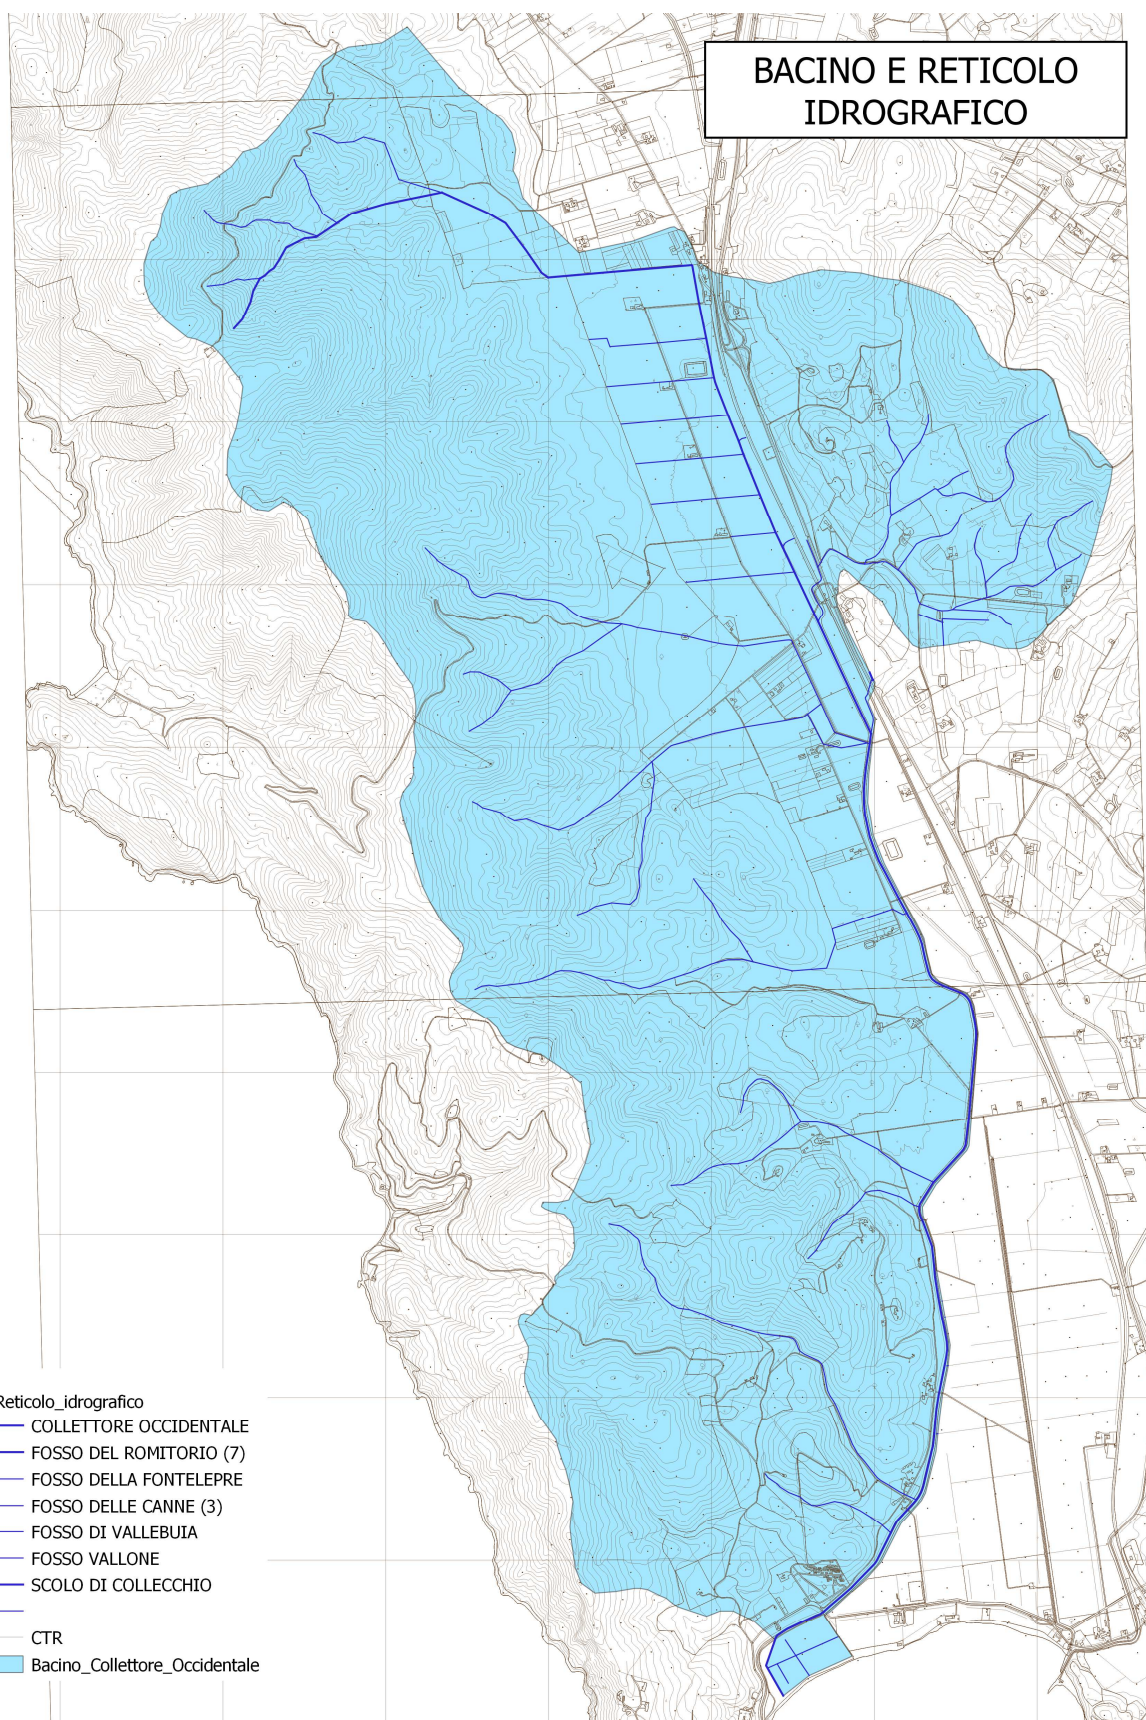 BACINO E RETICOLO
IDROGRAFICO
Reticolo_idrografico
COLLETTORE OCCIDENTALE
FOSSO DEL ROMITORIO (7)
FOSSO DELLA FONTELEPRE
FOSSO DELLE CANNE (3)
FOSSO DI VALLEBUIA
FOSSO VALLONE
SCOLO DI COLLECCHIO
CTR
Bacino_Collettore_Occidentale